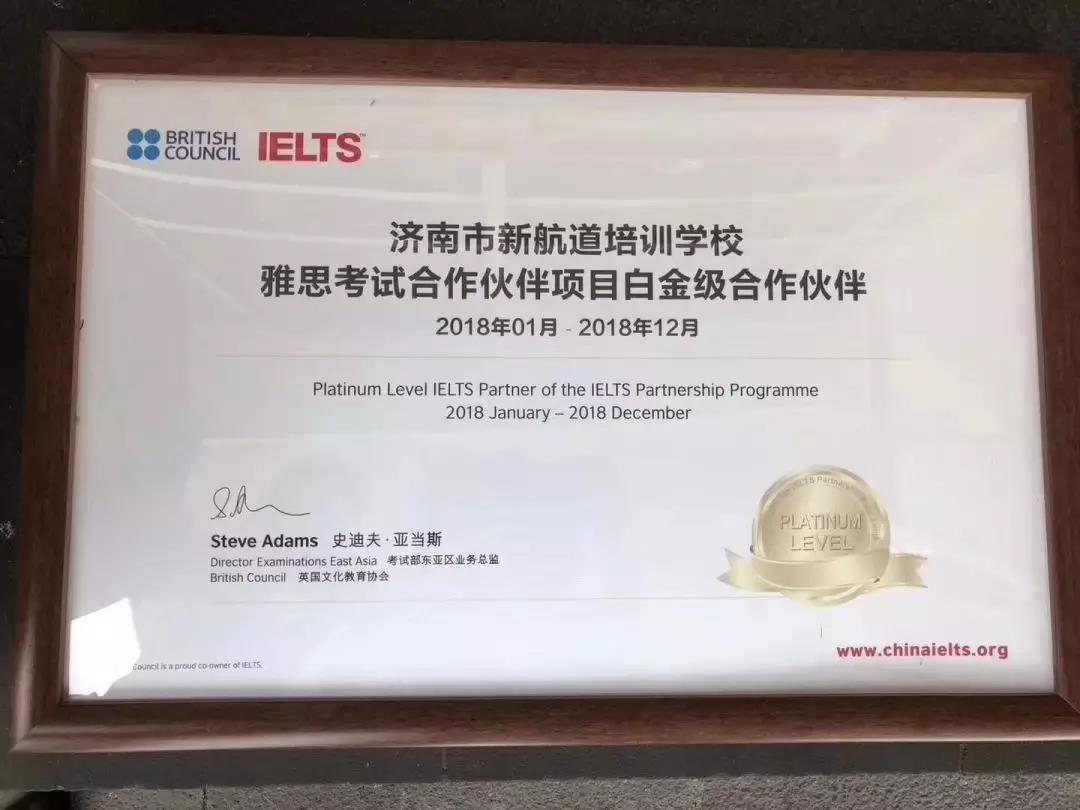 BRITISH
COUNCIL
IELTS™
济南市新航道培训学校
雅思考试合作伙伴项目白金级合作伙伴
2018年01月 - 2018年12月
Platinum Level IELTS Partner of the IELTS Partnership Programme
2018 January – 2018 December
Steve Adams 史迪夫·亚当斯
Director Examinations East Asia 考试部东亚区业务总监
British Council 英国文化教育协会
IELTS Partnership
PLATINUM
LEVEL
www.chinaielts.org
Council is a proud co-owner of IELTS.